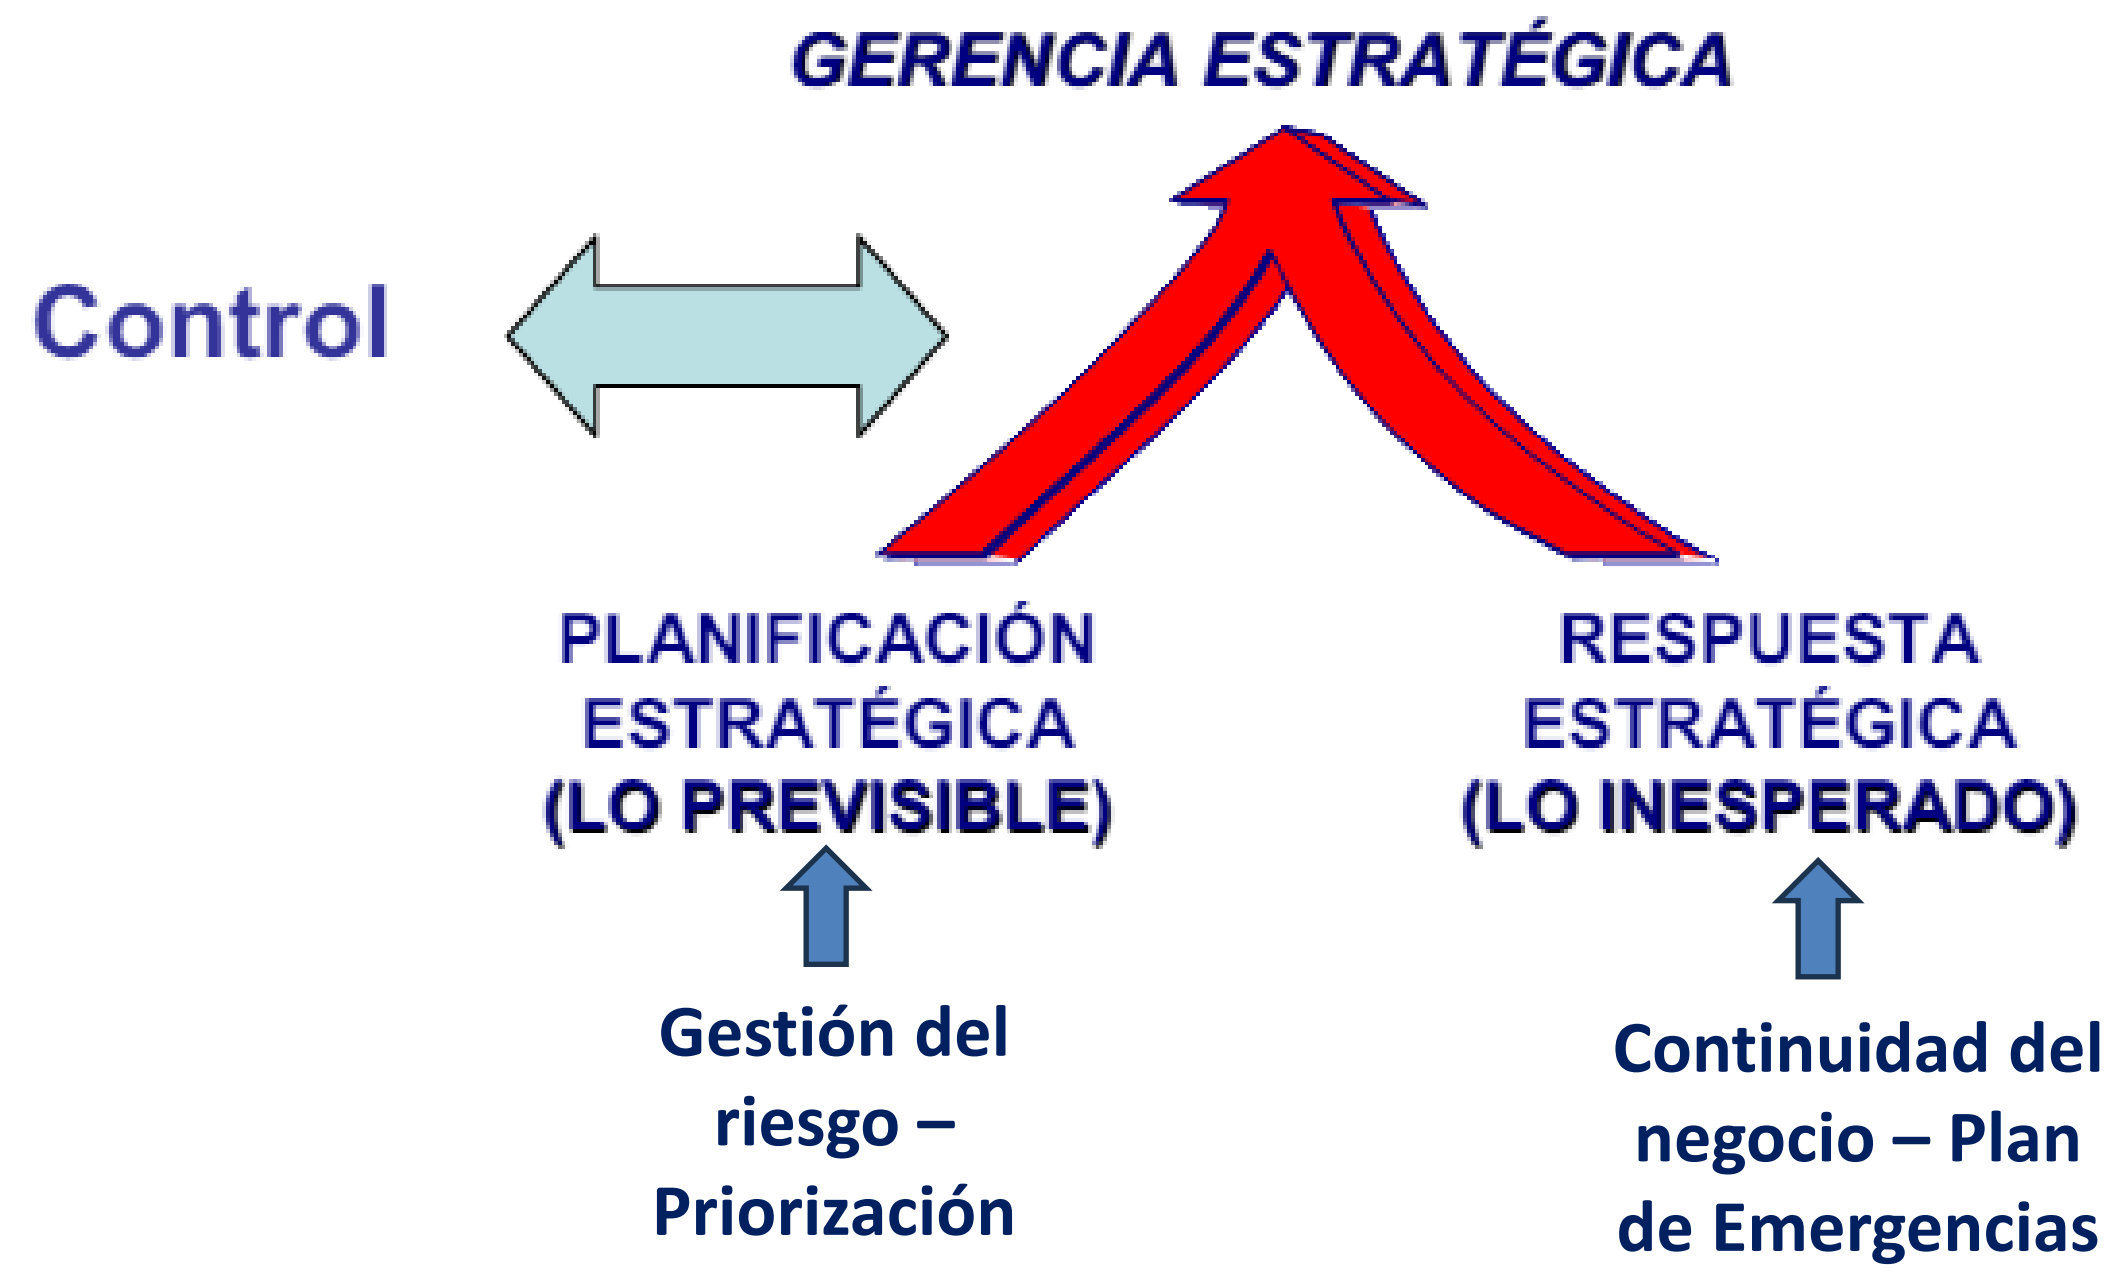 GERENCIA ESTRATÉGICA
Control
PLANIFICACIÓN
ESTRATÉGICA
(LO PREVISIBLE)
RESPUESTA
ESTRATÉGICA
(LO INESPERADO)
Gestión del
riesgo –
Priorización
Continuidad del
negocio – Plan
de Emergencias